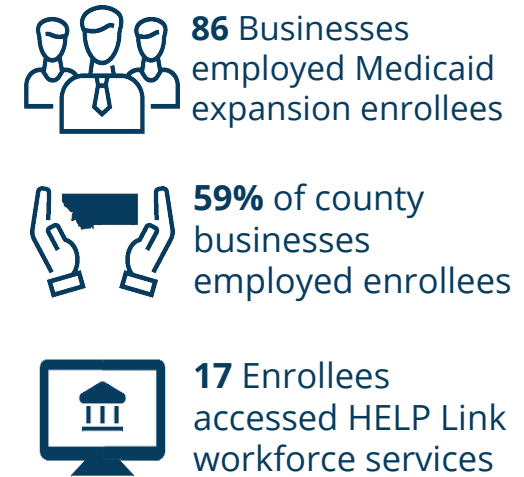 86 Businesses
employed Medicaid
expansion enrollees
59% of county
businesses
employed enrollees
17 Enrollees
accessed HELP Link
workforce services